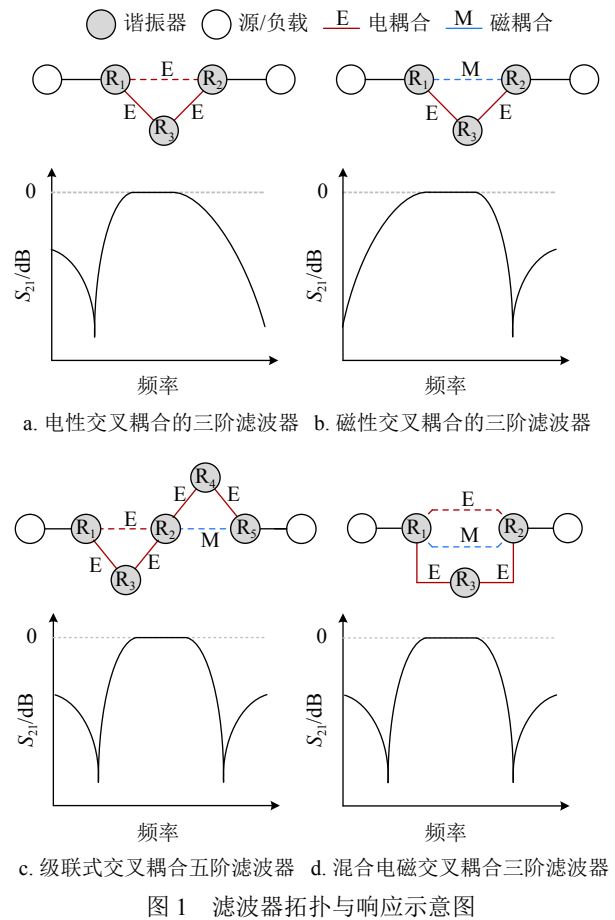 谐振器 源/负载 E 电耦合 M 磁耦合
E
R1 R2
E E
R3
M
R1 R2
E E
R3
0
S21/dB
频率
0
S21/dB
频率
a. 电性交叉耦合的三阶滤波器 b. 磁性交叉耦合的三阶滤波器
R4
E E
E
R1 R2 R5
M
E E
R3
E
R1 R2
M
E R3 E
0
S21/dB
频率
0
S21/dB
频率
c. 级联式交叉耦合五阶滤波器 d. 混合电磁交叉耦合三阶滤波器
图 1 滤波器拓扑与响应示意图